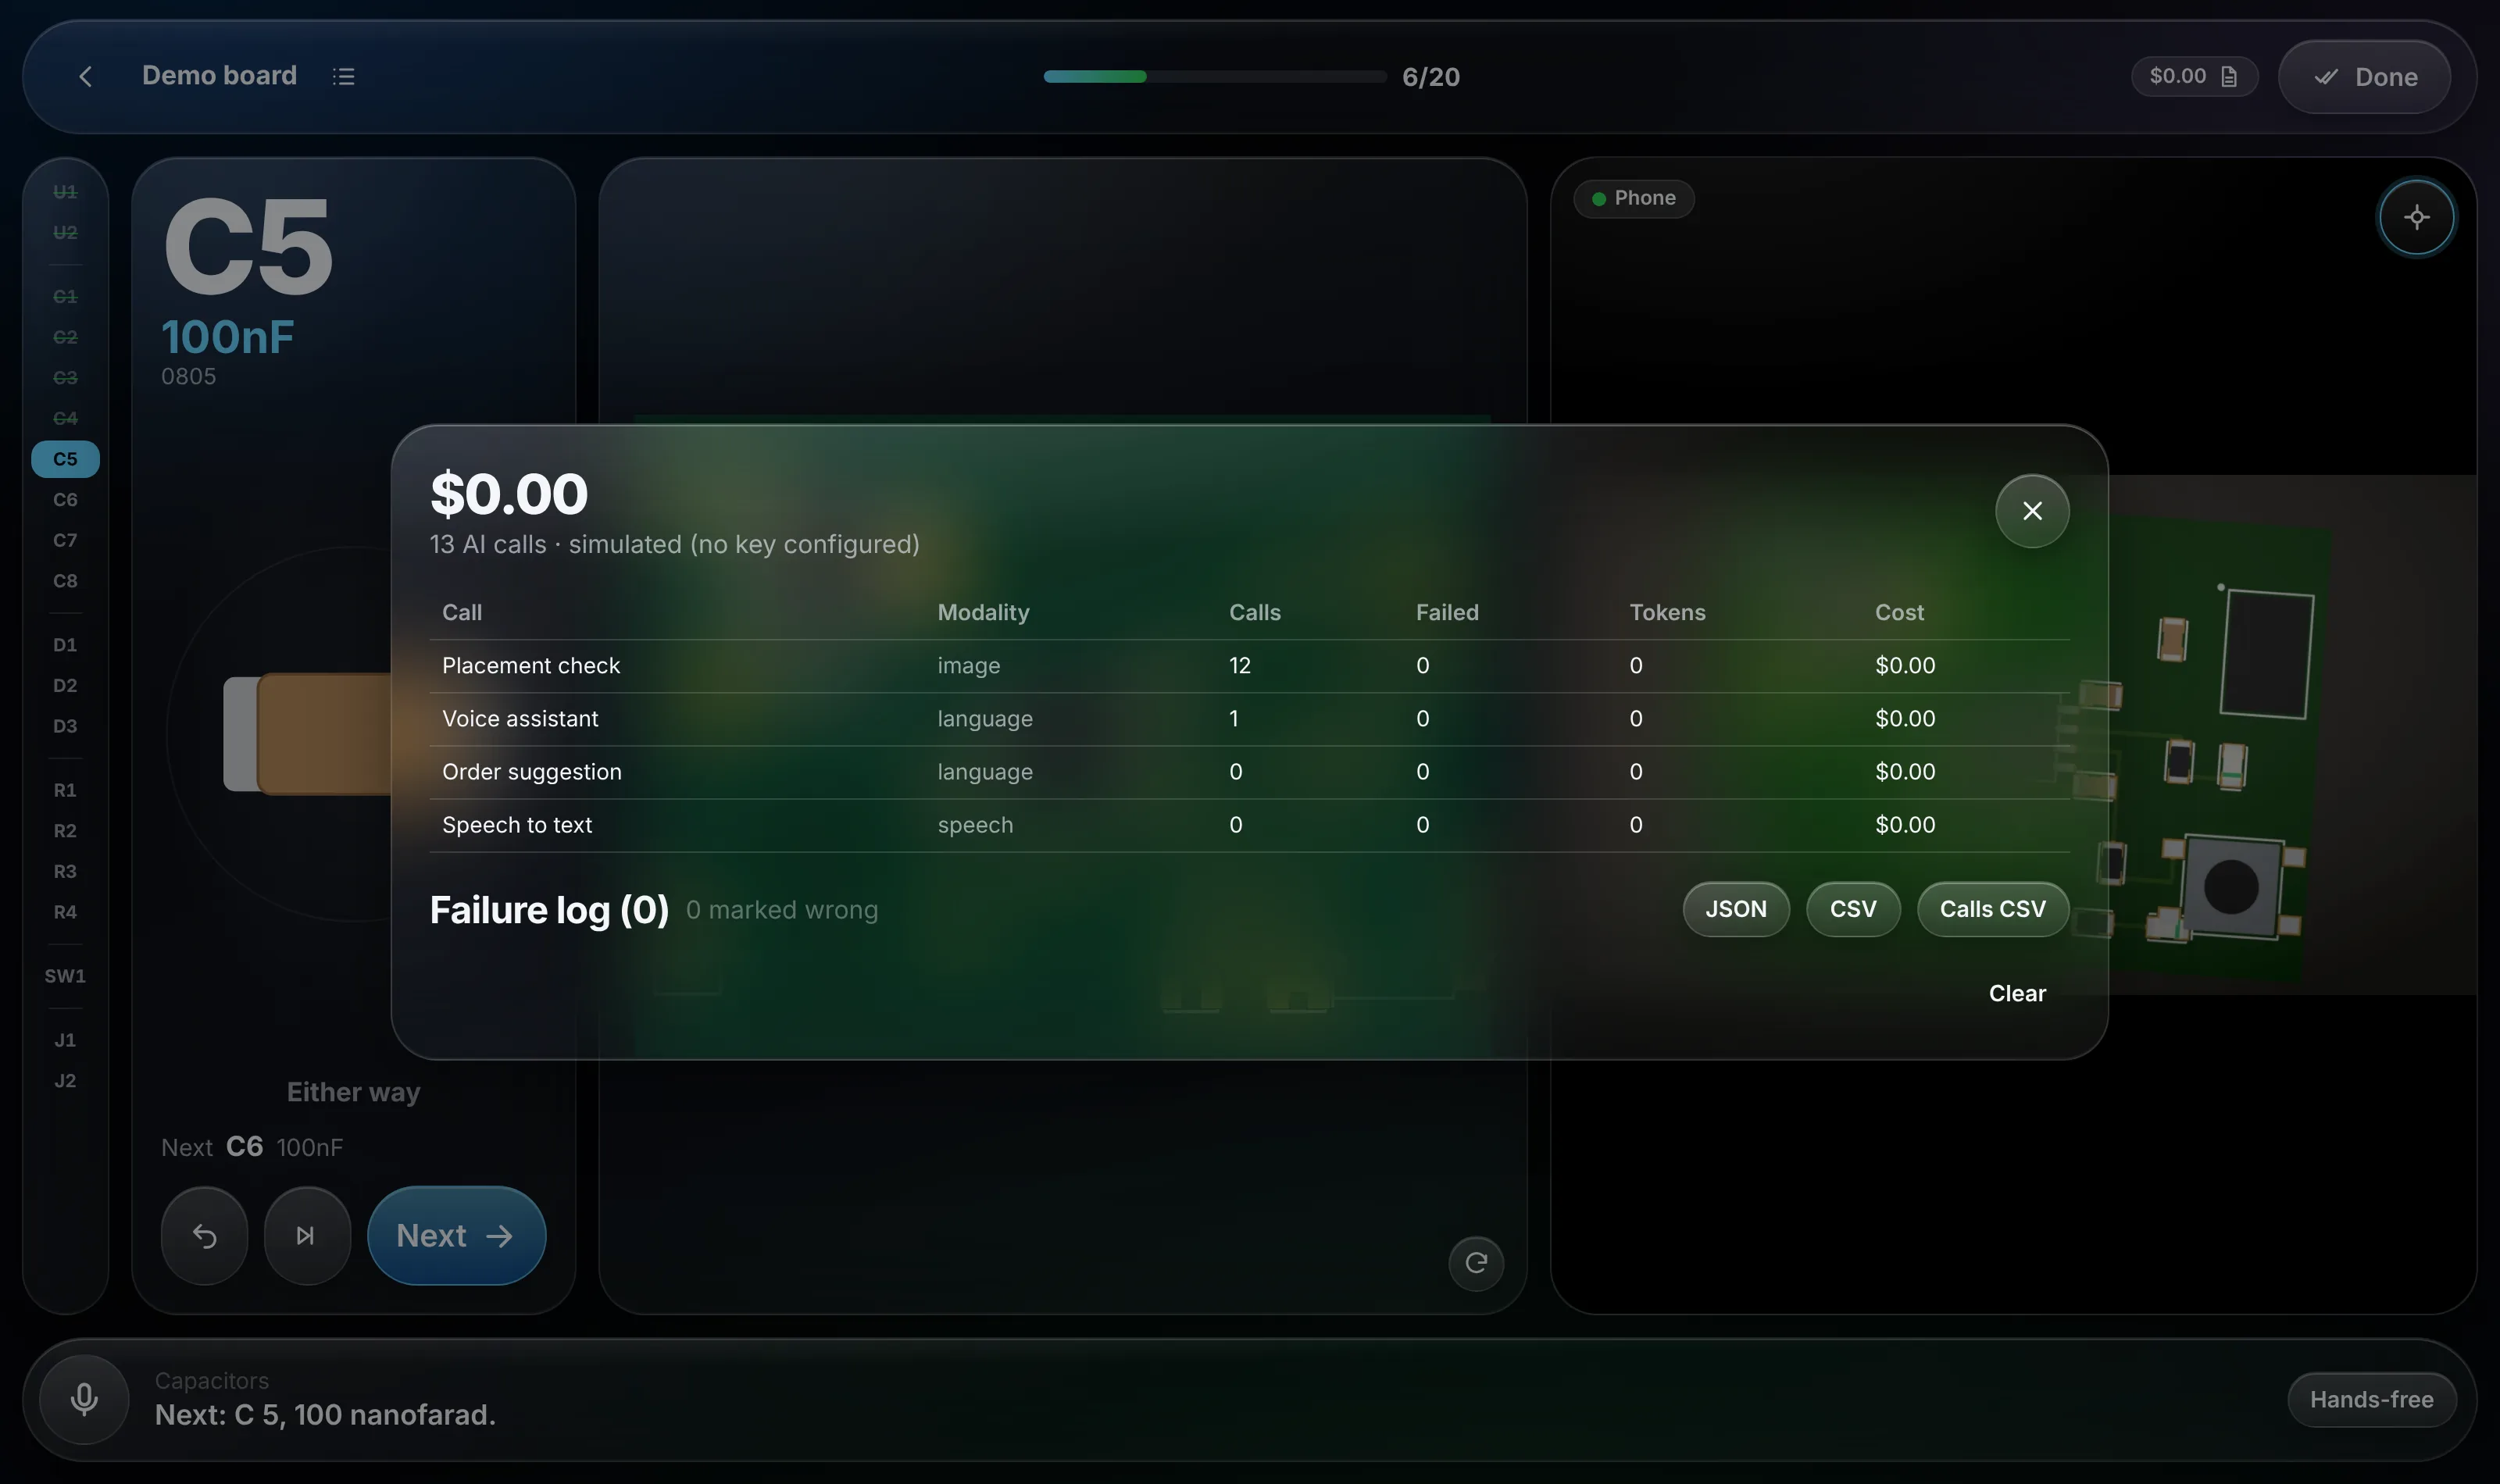 Demo board
6/20
$0.00
Done
U1
U2
C1
C2
C3
C4
C5
C6
C7
C8
D1
D2
D3
R1
R2
R3
R4
SW1
J1
J2
C5
100nF
0805
Either way
Next C6 100nF
Next
Phone
$0.00
13 AI calls · simulated (no key configured)
Call Modality Calls Failed Tokens Cost
Placement check image 12 0 0 $0.00
Voice assistant language 1 0 0 $0.00
Order suggestion language 0 0 0 $0.00
Speech to text speech 0 0 0 $0.00
Failure log (0) 0 marked wrong
JSON CSV Calls CSV
Clear
Capacitors
Next: C 5, 100 nanofarad.
Hands-free